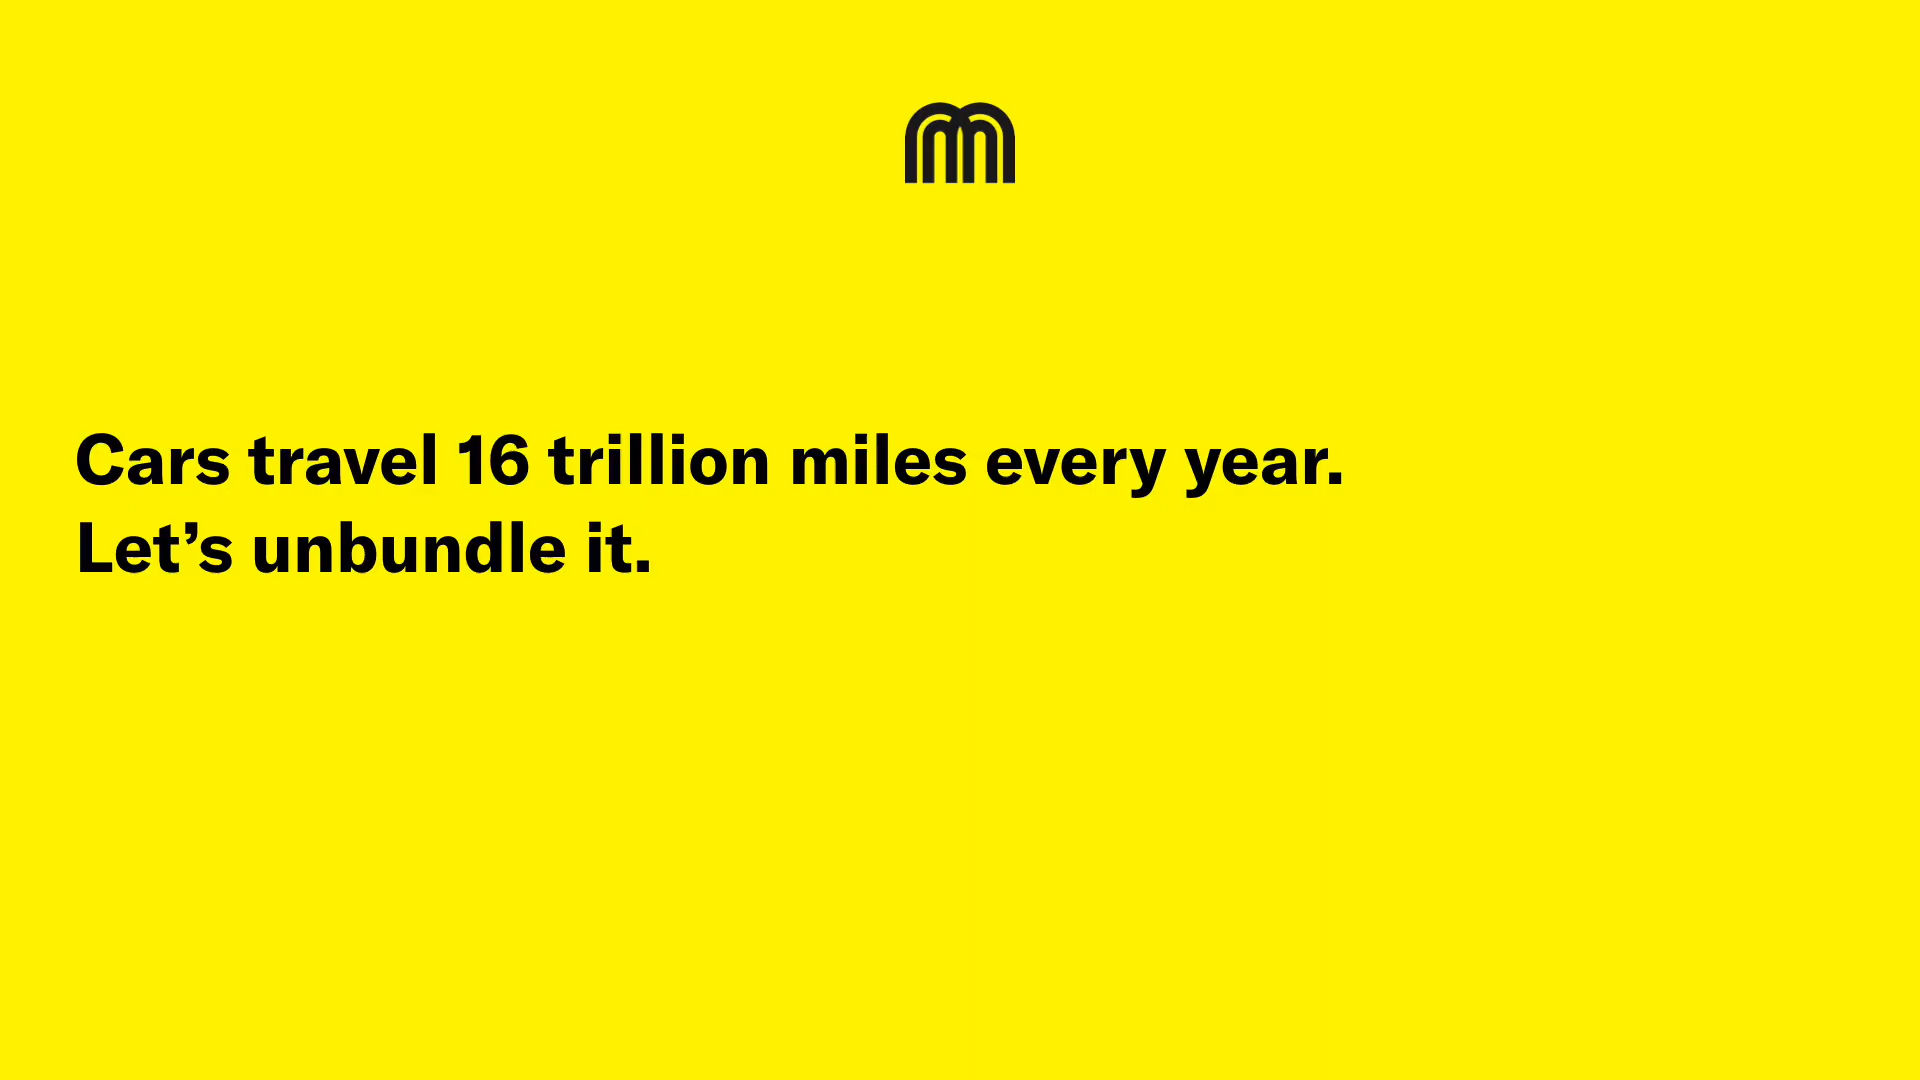 Cars travel 16 trillion miles every year.
Let’s unbundle it.